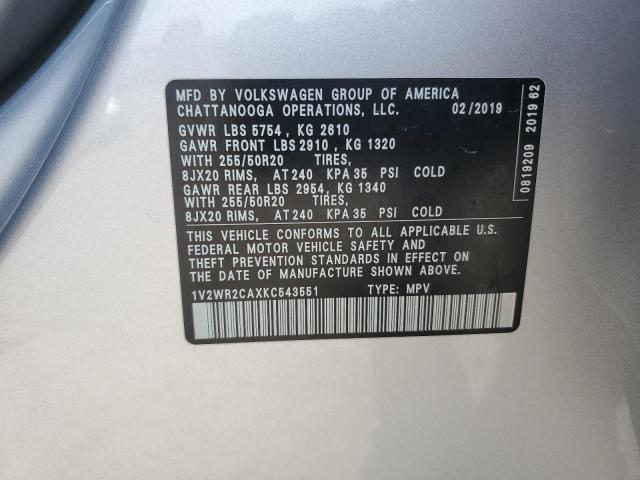 MFD BY VOLKSWAGEN GROUP OF AMERICA
CHATTANOOGA OPERATIONS, LLC. 02/2019
GVWR LBS 5754 , KG 2610
GAWR FRONT LBS 2910 , KG 1320
WITH 255/50R20 TIRES,
8JX20 RIMS, AT 240 KPA 35 PSI COLD
GAWR REAR LBS 2954 , KG 1340
WITH 255/50R20 TIRES,
8JX20 RIMS, AT 240 KPA 35 PSI COLD
THIS VEHICLE CONFORMS TO ALL APPLICABLE U.S.
FEDERAL MOTOR VEHICLE SAFETY AND
THEFT PREVENTION STANDARDS IN EFFECT ON
THE DATE OF MANUFACTURE SHOWN ABOVE.
1V2WR2CAXKC543551 TYPE: MPV
0819209 2019 62